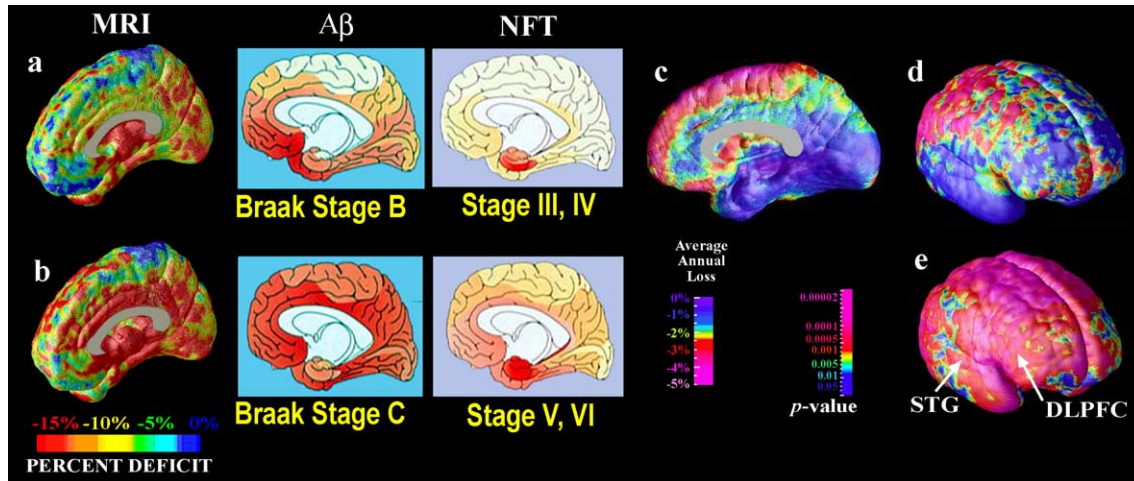 MRI
Aβ
NFT
a
Braak Stage B
Stage III, IV
b
Braak Stage C
Stage V, VI
-15% -10% -5% 0%
PERCENT DEFICIT
c
d
Average
Annual
Loss
0%
-1%
-2%
-3%
-4%
-5%
0.00002
0.0001
0.0005
0.001
0.005
0.01
0.05
p-value
e
STG
DLPFC